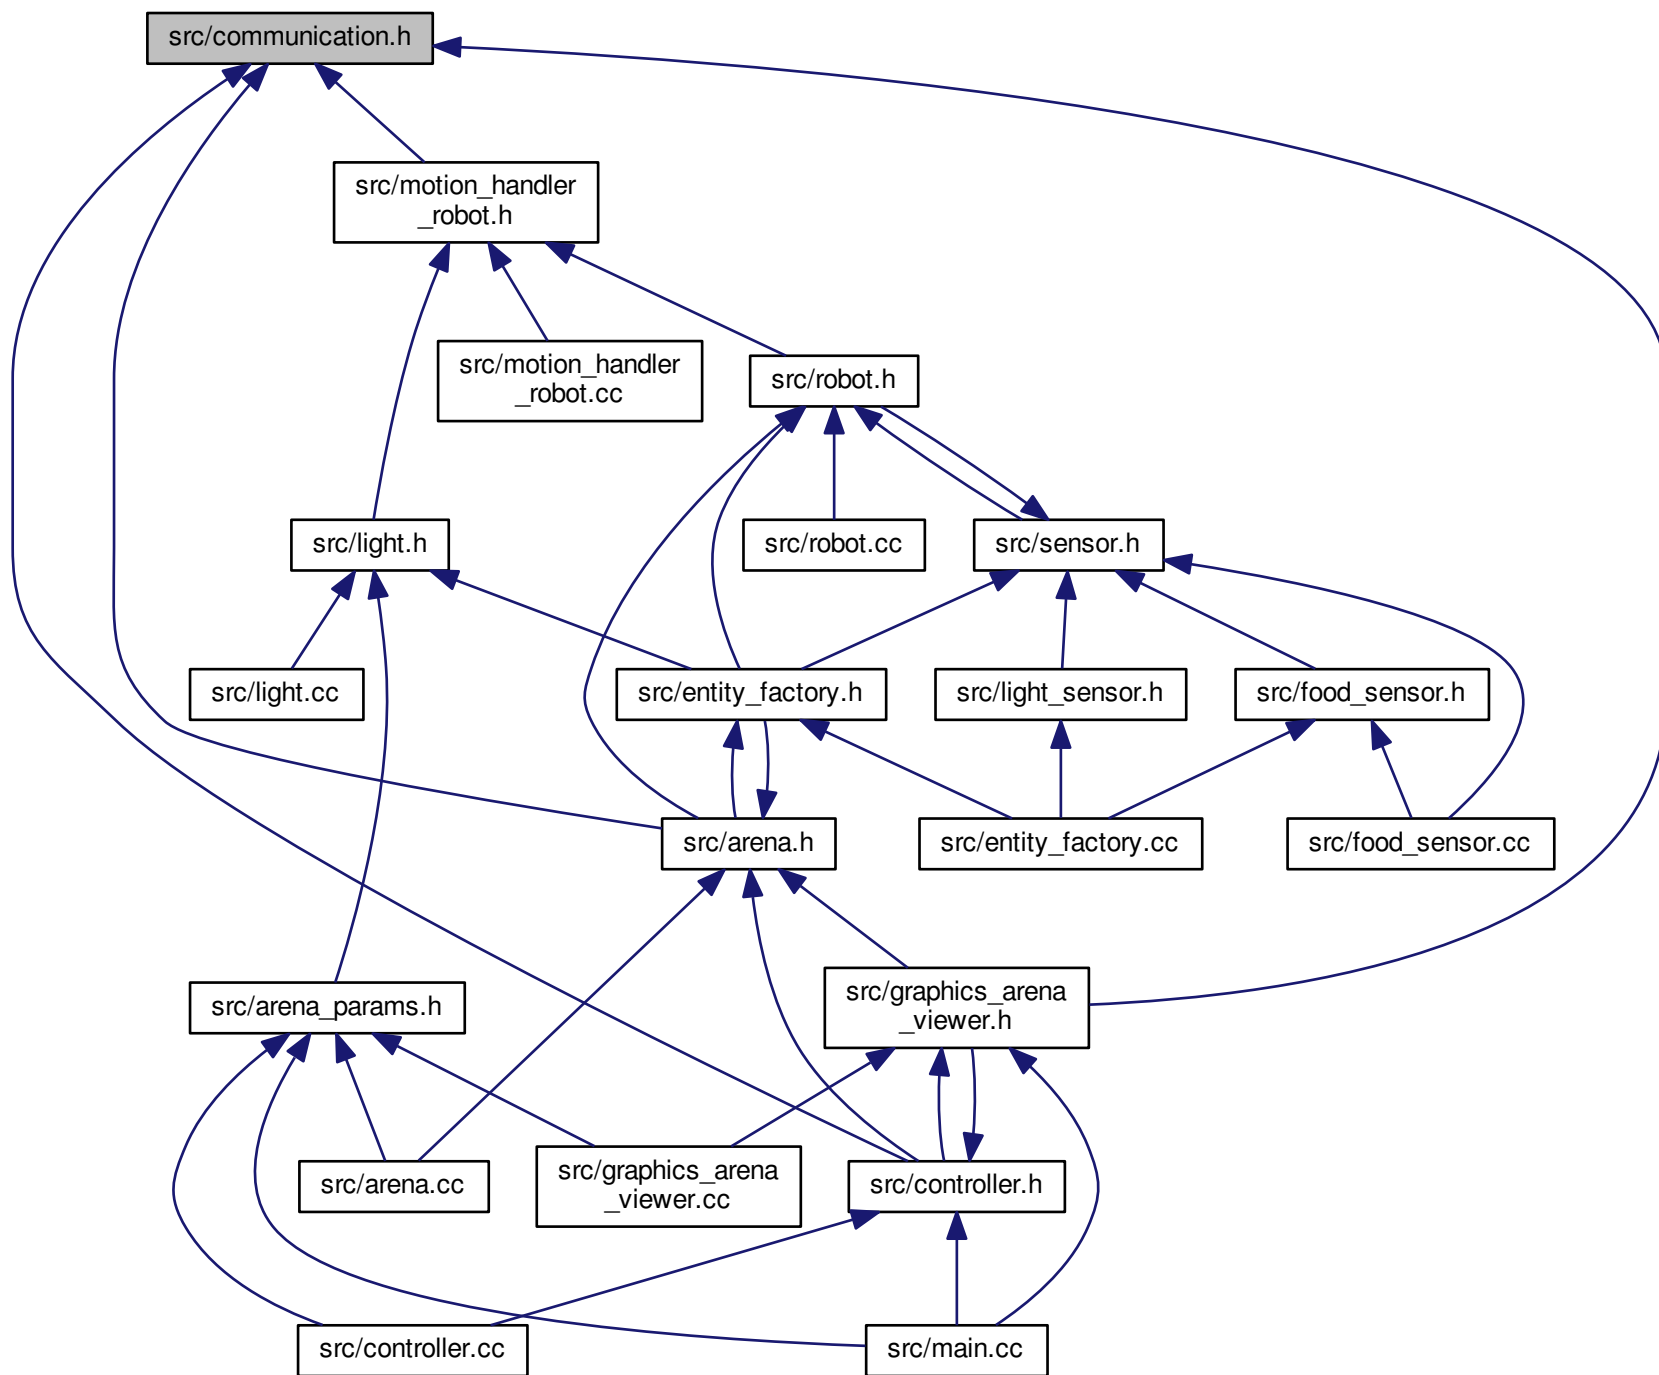 src/communication.h
src/motion_handler
_robot.h
src/motion_handler
_robot.cc
src/robot.h
src/light.h
src/robot.cc
src/sensor.h
src/light.cc
src/entity_factory.h
src/light_sensor.h
src/food_sensor.h
src/arena.h
src/entity_factory.cc
src/food_sensor.cc
src/arena_params.h
src/graphics_arena
_viewer.h
src/arena.cc
src/graphics_arena
_viewer.cc
src/controller.h
src/controller.cc
src/main.cc